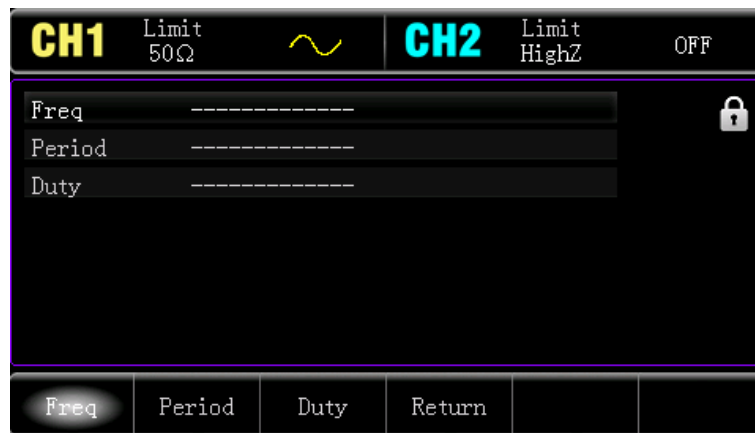 CH1 Limit 50Ω CH2 Limit HighZ OFF
Freq -------------
Period -------------
Duty -------------
Freq Period Duty Return